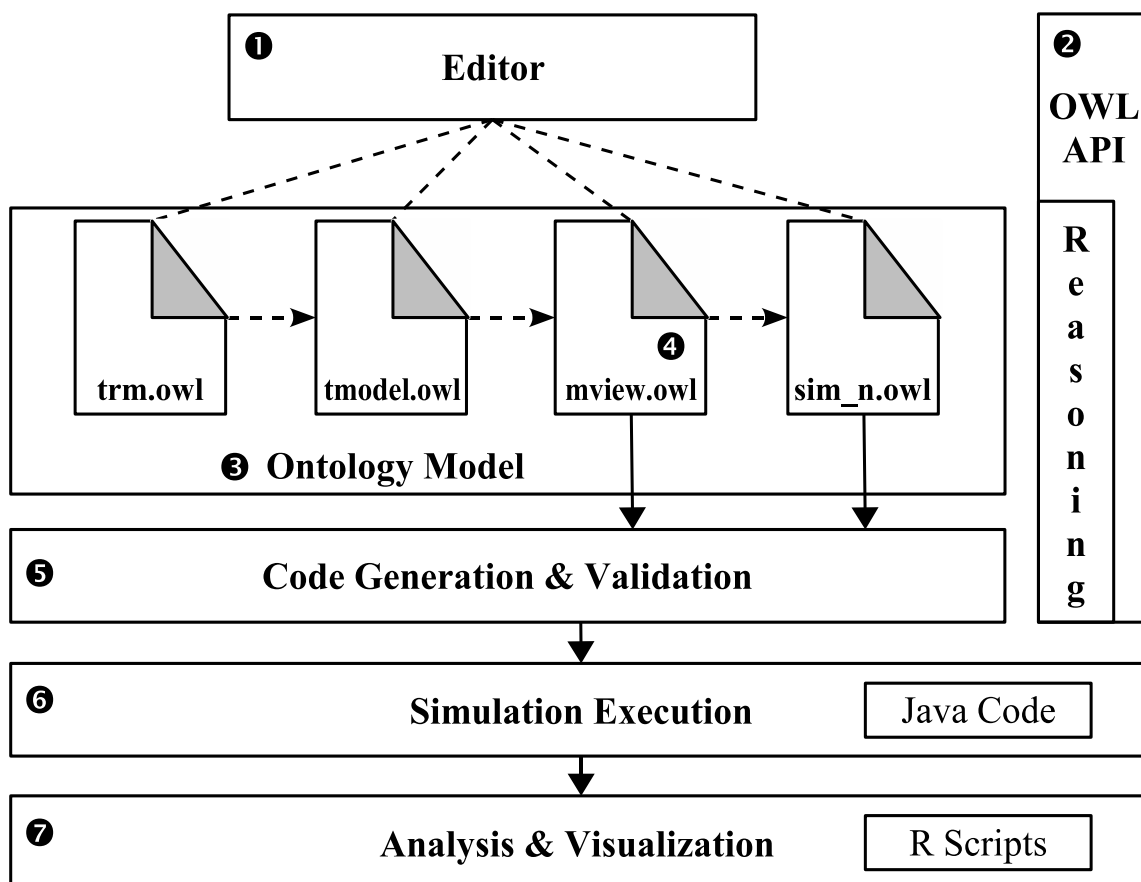 ❶ Editor
❷
OWL
API
Reasoning
trm.owl
tmodel.owl
❹
mview.owl
sim_n.owl
❸ Ontology Model
❺ Code Generation & Validation
❻ Simulation Execution
Java Code
❼ Analysis & Visualization
R Scripts